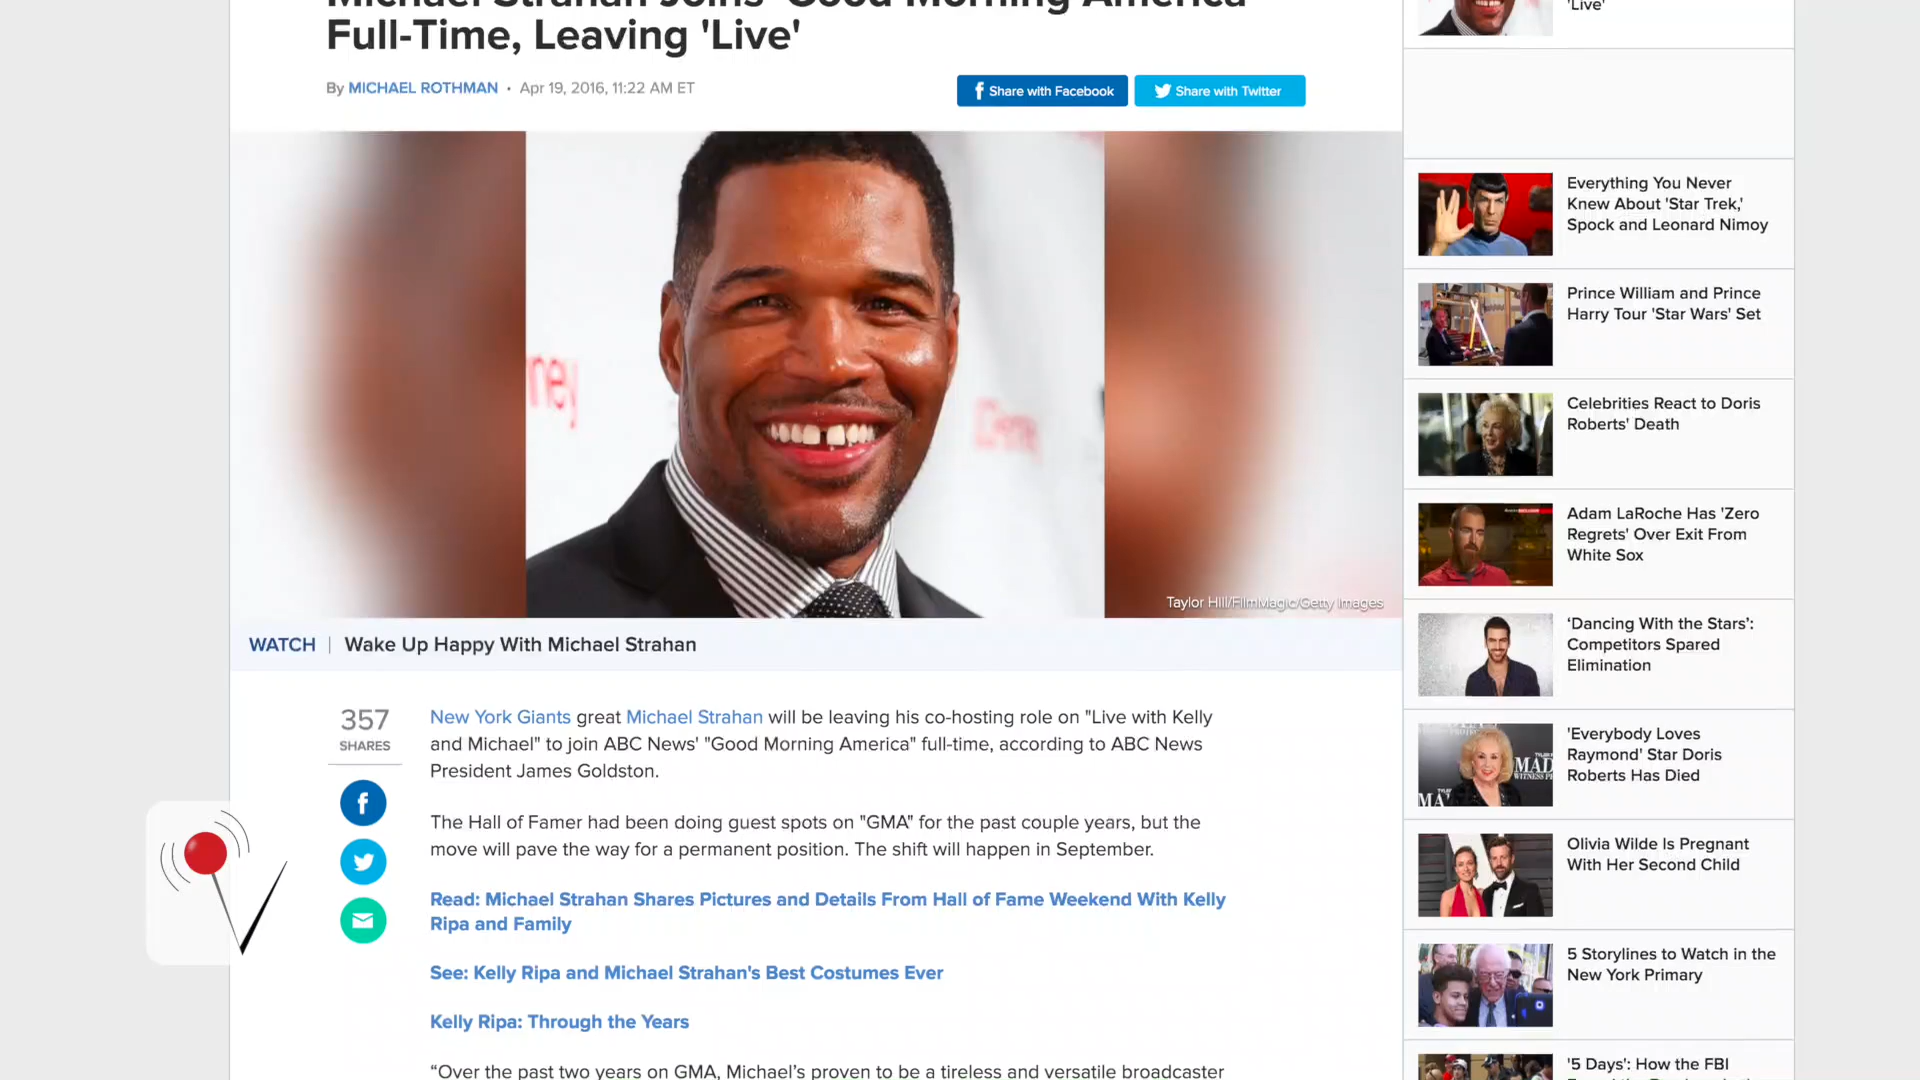 Michael Strahan Joins 'Good Morning America'
Full-Time, Leaving 'Live'
By MICHAEL ROTHMAN • Apr 19, 2016, 11:22 AM ET
Share with Facebook
Share with Twitter
ney
Taylor Hill/FilmMagic/Getty Images
WATCH | Wake Up Happy With Michael Strahan
357
SHARES
New York Giants great Michael Strahan will be leaving his co-hosting role on "Live with Kelly
and Michael" to join ABC News' "Good Morning America" full-time, according to ABC News
President James Goldston.
The Hall of Famer had been doing guest spots on "GMA" for the past couple years, but the
move will pave the way for a permanent position. The shift will happen in September.
Read: Michael Strahan Shares Pictures and Details From Hall of Fame Weekend With Kelly
Ripa and Family
See: Kelly Ripa and Michael Strahan's Best Costumes Ever
Kelly Ripa: Through the Years
“Over the past two years on GMA, Michael’s proven to be a tireless and versatile broadcaster
'Live'
Everything You Never
Knew About 'Star Trek,'
Spock and Leonard Nimoy
Prince William and Prince
Harry Tour 'Star Wars' Set
Celebrities React to Doris
Roberts' Death
Adam LaRoche Has 'Zero
Regrets' Over Exit From
White Sox
‘Dancing With the Stars’:
Competitors Spared
Elimination
'Everybody Loves
Raymond' Star Doris
Roberts Has Died
MAD
WITNESS P
MA
Olivia Wilde Is Pregnant
With Her Second Child
5 Storylines to Watch in the
New York Primary
'5 Days': How the FBI